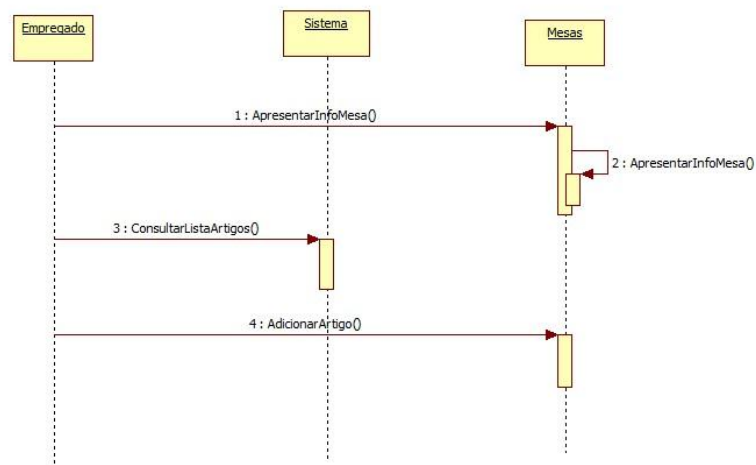 Empregado
Sistema
Mesas
1 : ApresentarInfoMesa()
2 : ApresentarInfoMesa()
3 : ConsultarListaArtigos()
4 : AdicionarArtigo()